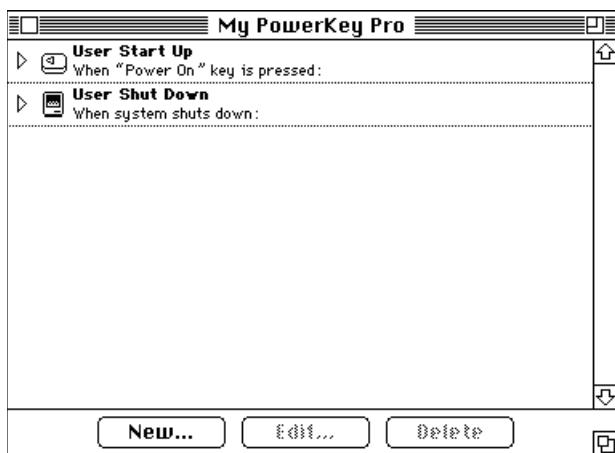 My PowerKey Pro
User Start Up
When "Power On" key is pressed:
User Shut Down
When system shuts down:
New... Edit... Delete